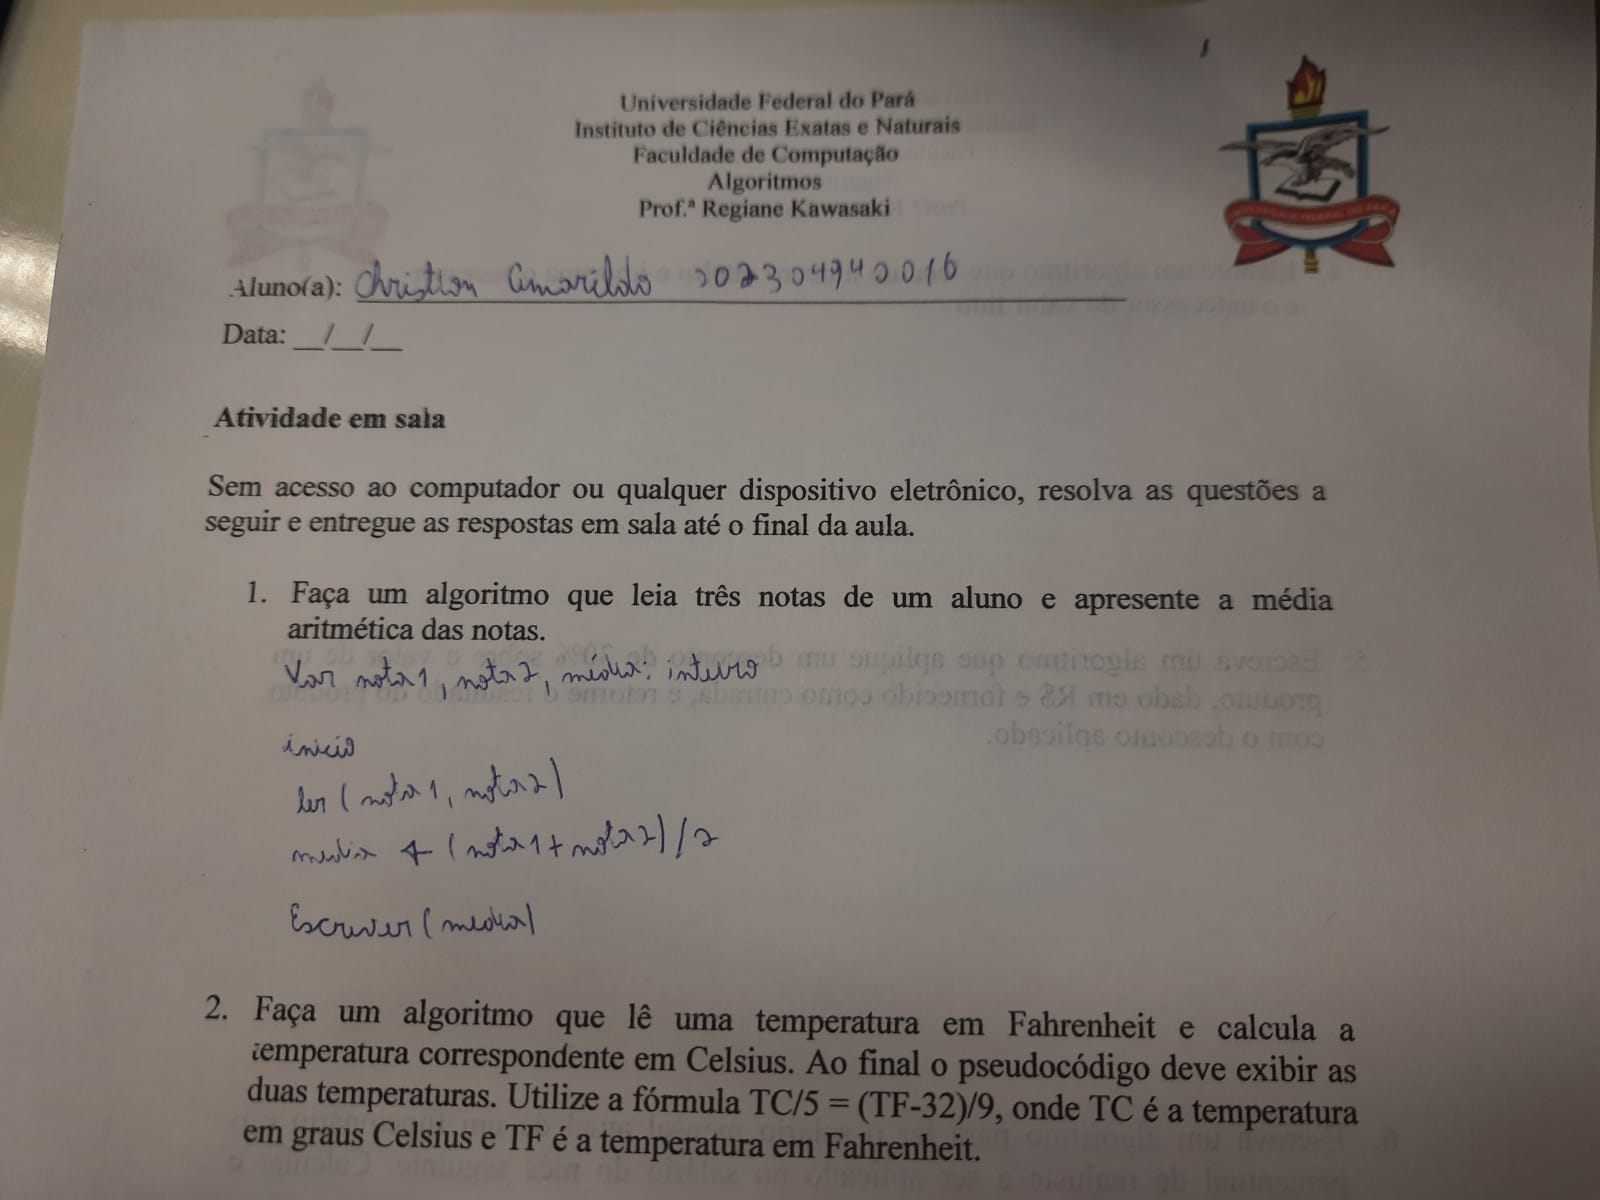 Universidade Federal do Pará
Instituto de Ciências Exatas e Naturais
Faculdade de Computação
Algoritmos
Prof.ª Regiane Kawasaki
Aluno(a): Christian Amarildo 202304940016
Data: __/__/__
Atividade em sala
Sem acesso ao computador ou qualquer dispositivo eletrônico, resolva as questões a
seguir e entregue as respostas em sala até o final da aula.
1. Faça um algoritmo que leia três notas de um aluno e apresente a média
aritmética das notas.
Var nota1, nota2, média: inteiro
inicio
ler (nota1, nota2)
media ← (nota1+nota2)/2
Escrever (media)
2. Faça um algoritmo que lê uma temperatura em Fahrenheit e calcula a
temperatura correspondente em Celsius. Ao final o pseudocódigo deve exibir as
duas temperaturas. Utilize a fórmula TC/5 = (TF-32)/9, onde TC é a temperatura
em graus Celsius e TF é a temperatura em Fahrenheit.